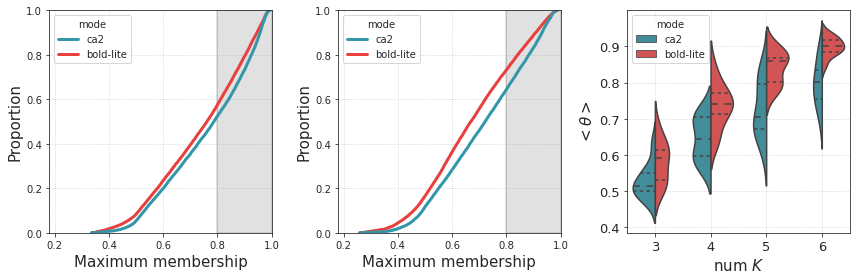 mode
ca2
bold-lite
1.0
0.8
0.6
0.4
0.2
0.0
Proportion
0.2 0.4 0.6 0.8 1.0
Maximum membership
mode
ca2
bold-lite
1.0
0.8
0.6
0.4
0.2
0.0
Proportion
0.2 0.4 0.6 0.8 1.0
Maximum membership
mode
ca2
bold-lite
0.9
0.8
0.7
0.6
0.5
0.4
<θ>
3 4 5 6
num K